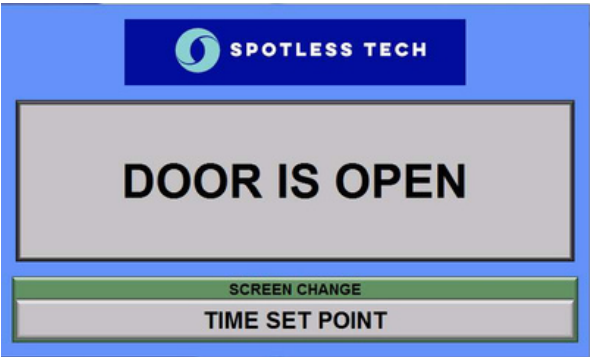 SPOTLESS TECH
DOOR IS OPEN
SCREEN CHANGE
TIME SET POINT